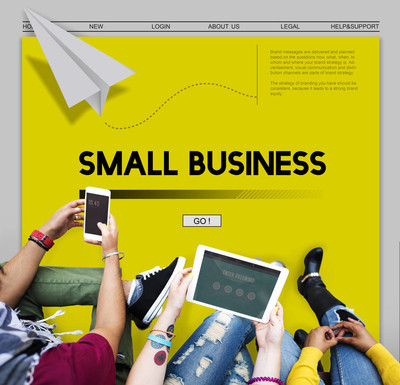 HO
NEW
LOGIN
ABOUT US
LEGAL
HELP&SUPPORT
Brand messages are delivered and planned
based on the questions how, what, when, to
whom and where your brand strategy is. Ad-
vertisement, visual communication and distri-
bution channels are parts of brand strategy.
The strategy of branding you have should be
consistent because it leads to a strong brand
equity.
SMALL BUSINESS
GO !